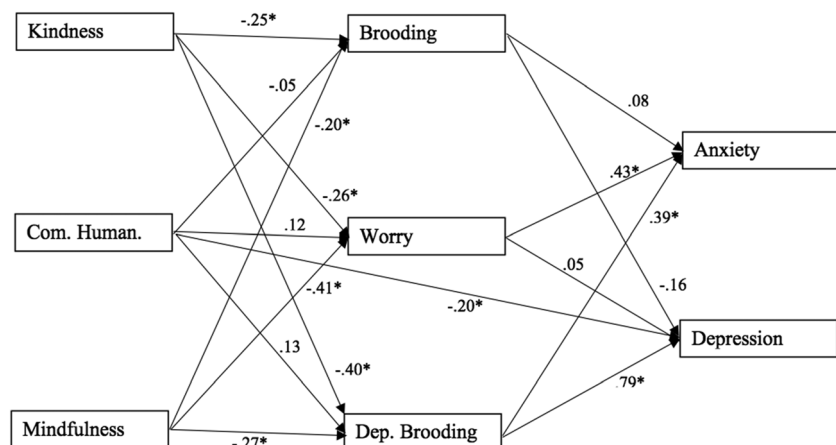 Kindness
-.25*
Brooding
-.05
.08
-.20*
Anxiety
.43*
-.26*
.39*
Com. Human.
.12
Worry
.05
-.41*
-.16
-.20*
Depression
.13
-.40*
.79*
Mindfulness
-.27*
Dep. Brooding